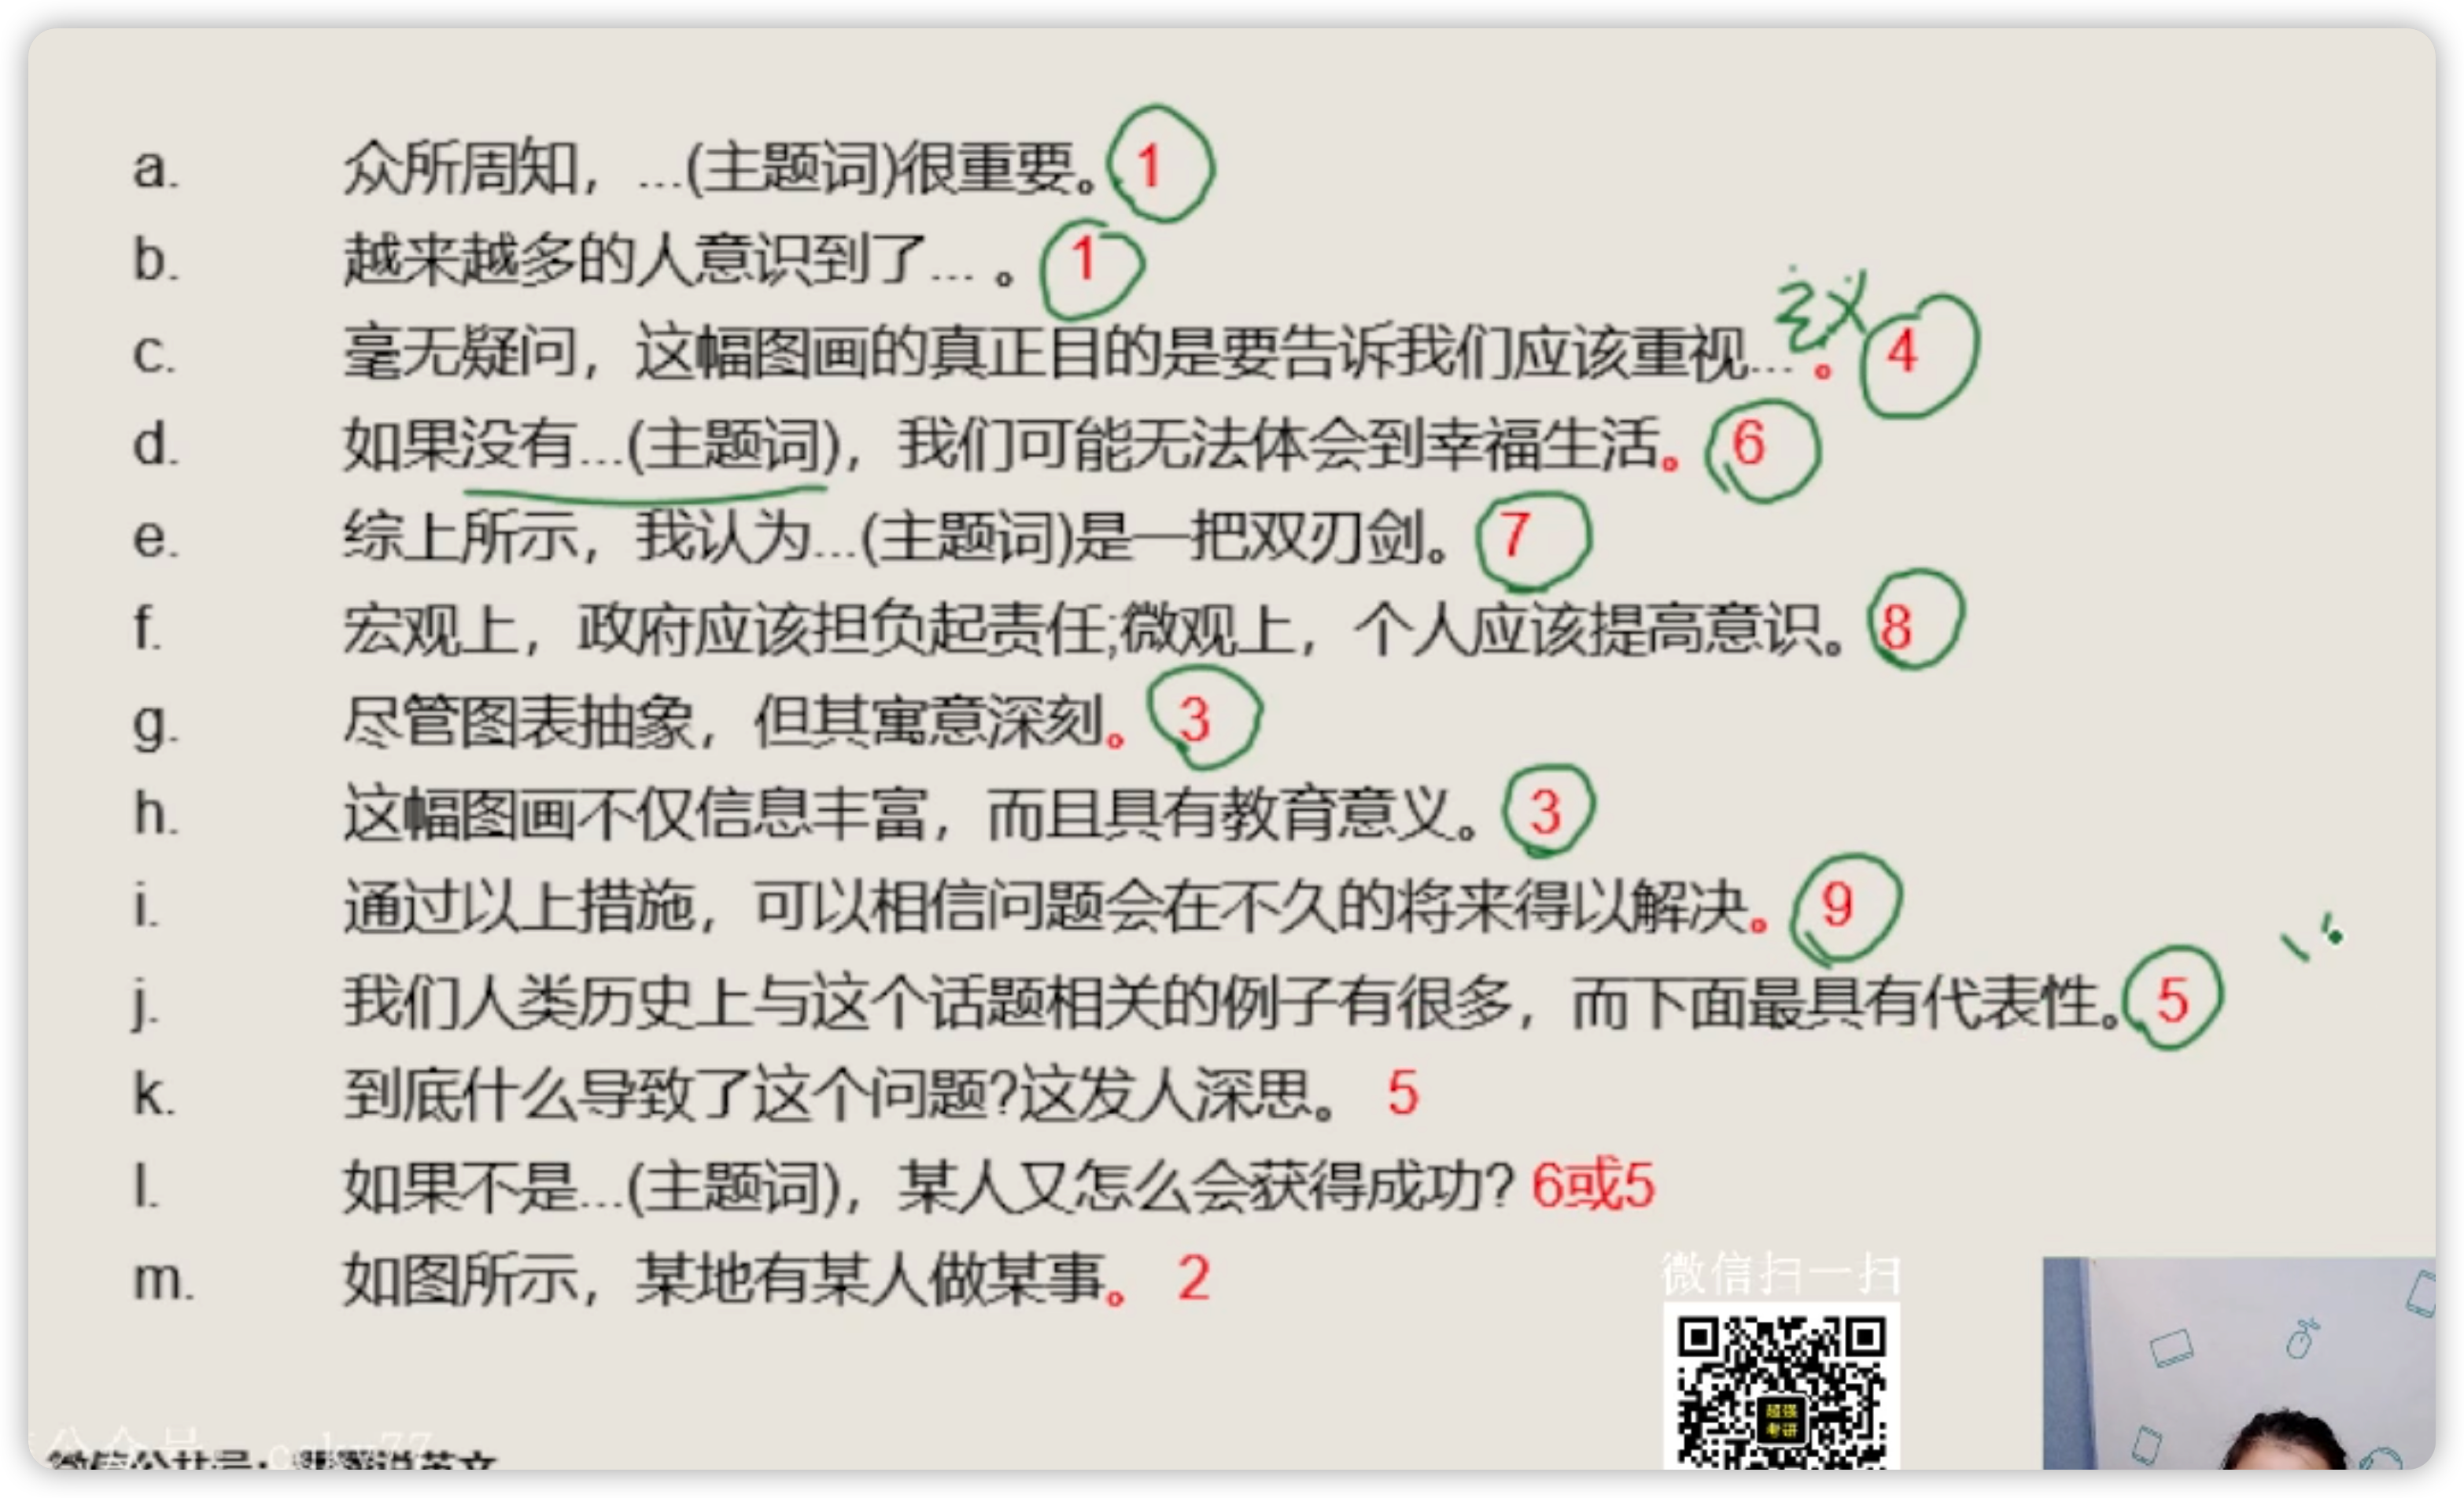 a. 众所周知，...(主题词)很重要。 1
b. 越来越多的人意识到了... 。 1
c. 毫无疑问，这幅图画的真正目的是要告诉我们应该重视... 。 4
d. 如果没有...(主题词)，我们可能无法体会到幸福生活。 6
e. 综上所示，我认为...(主题词)是一把双刃剑。 7
f. 宏观上，政府应该担负起责任;微观上，个人应该提高意识。 8
g. 尽管图表抽象，但其寓意深刻。 3
h. 这幅图画不仅信息丰富，而且具有教育意义。 3
i. 通过以上措施，可以相信问题会在不久的将来得以解决。 9
j. 我们人类历史上与这个话题相关的例子有很多，而下面最具有代表性。 5
k. 到底什么导致了这个问题?这发人深思。 5
l. 如果不是...(主题词)，某人又怎么会获得成功? 6或5
m. 如图所示，某地有某人做某事。 2
微信扫一扫
超强
考研